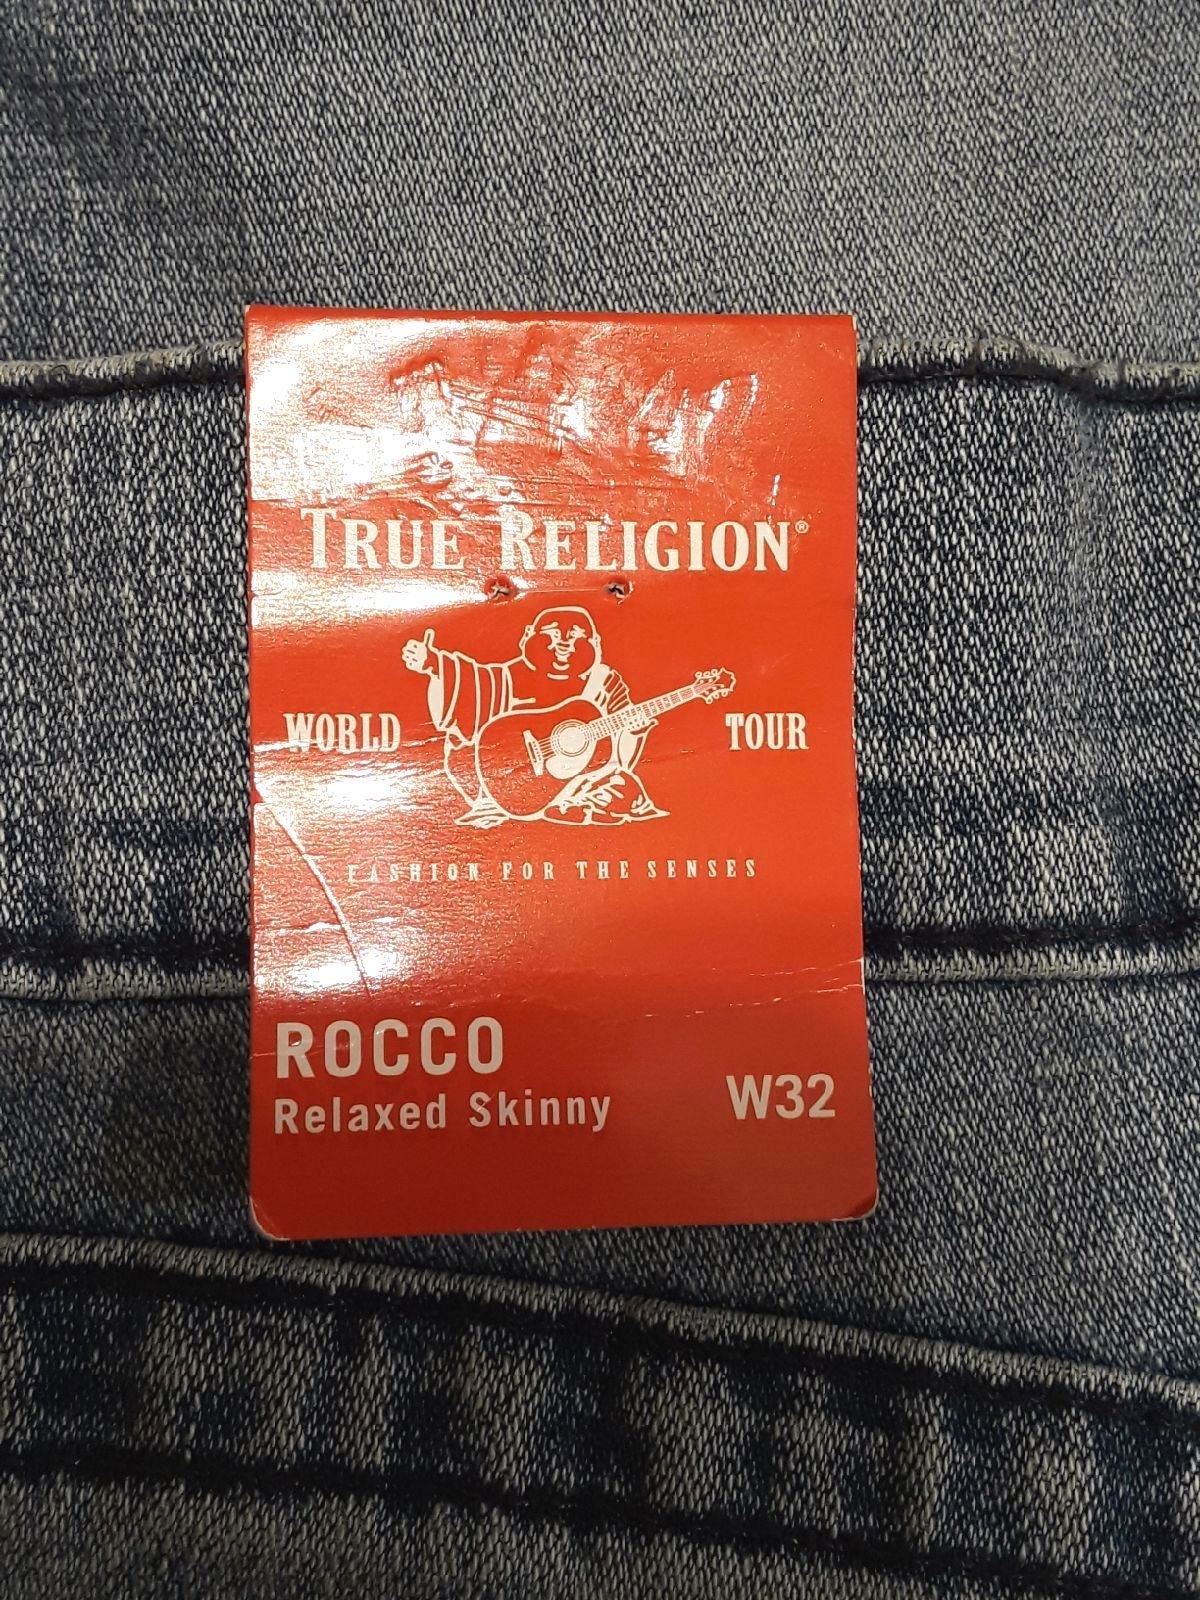 TRUE RELIGION®
WORLD TOUR
FASHION FOR THE SENSES
ROCCO
Relaxed Skinny W32